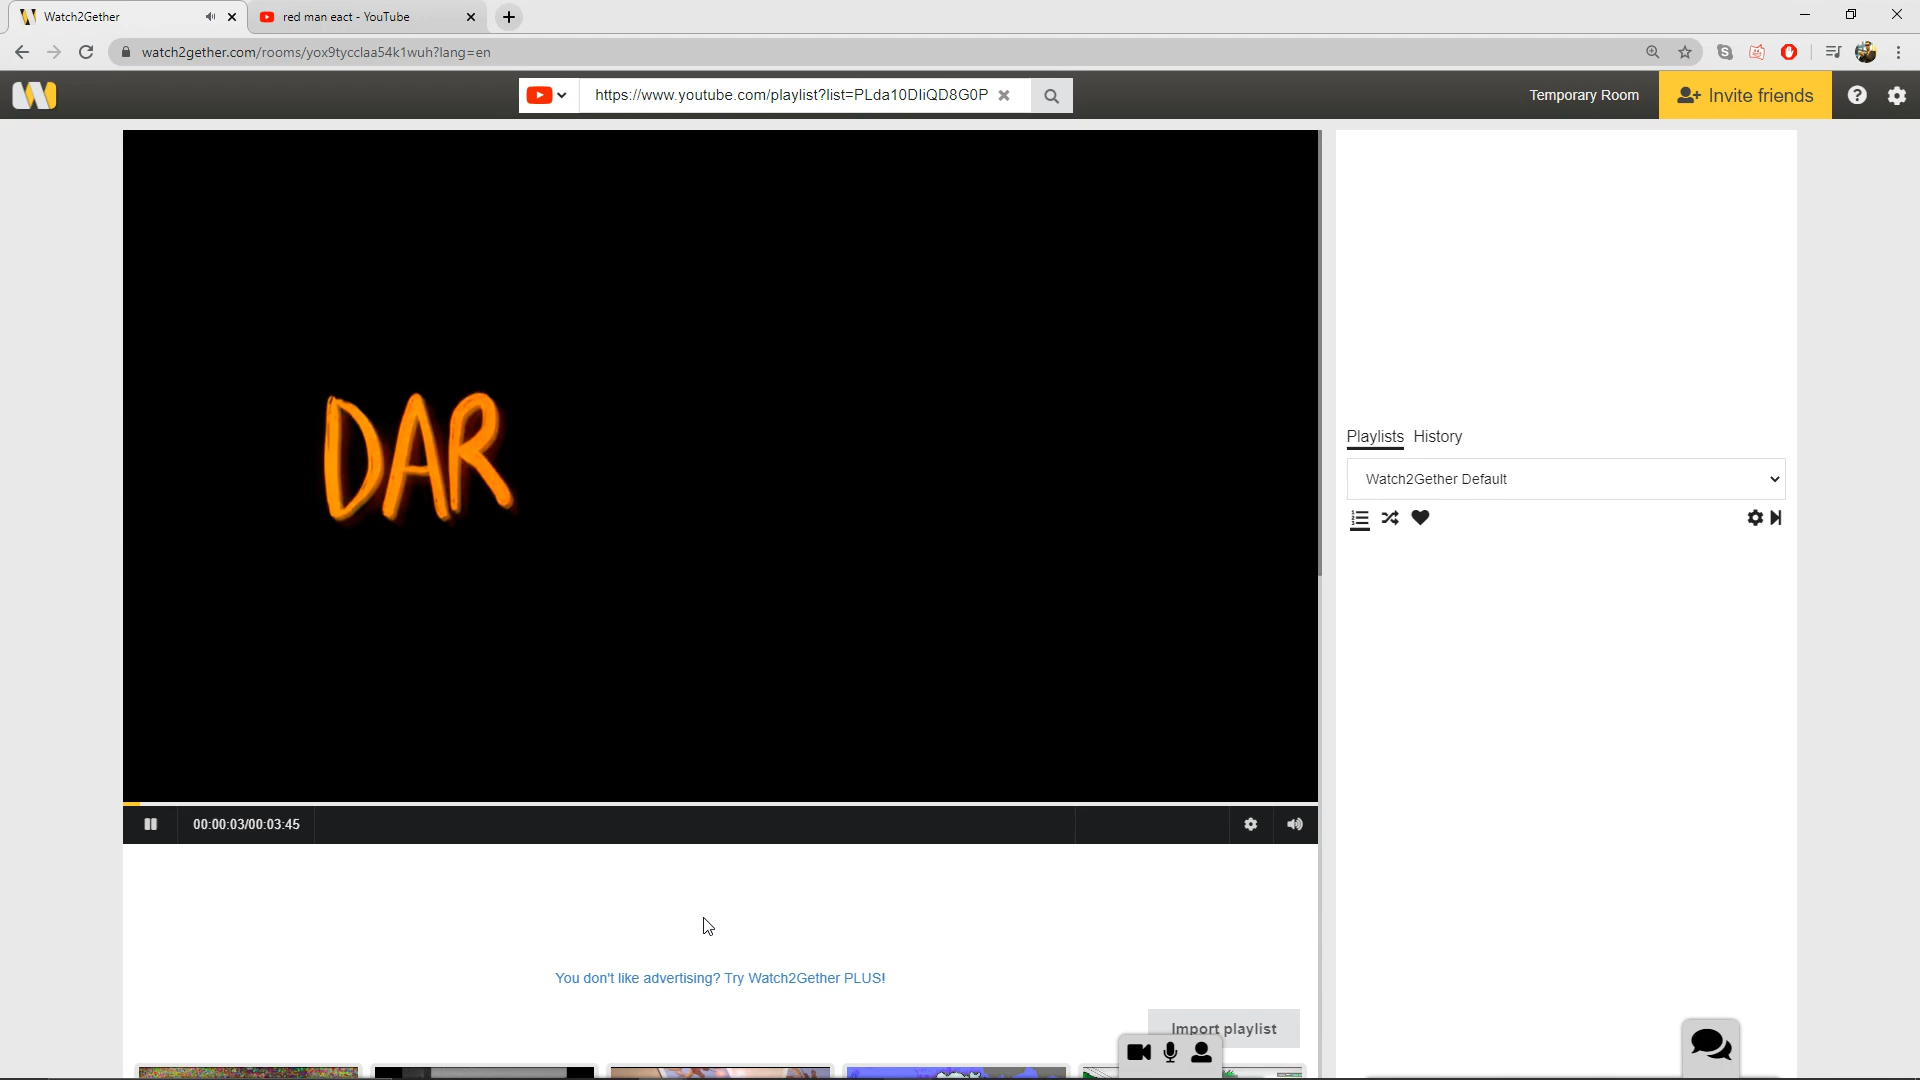 Watch2Gether
red man eact - YouTube
watch2gether.com/rooms/yox9tycclaa54k1wuh?lang=en
https://www.youtube.com/playlist?list=PLda10DIiQD8G0P
Temporary Room
Invite friends
DAR
Playlists History
Watch2Gether Default
00:00:03/00:03:45
You don't like advertising? Try Watch2Gether PLUS!
Import playlist